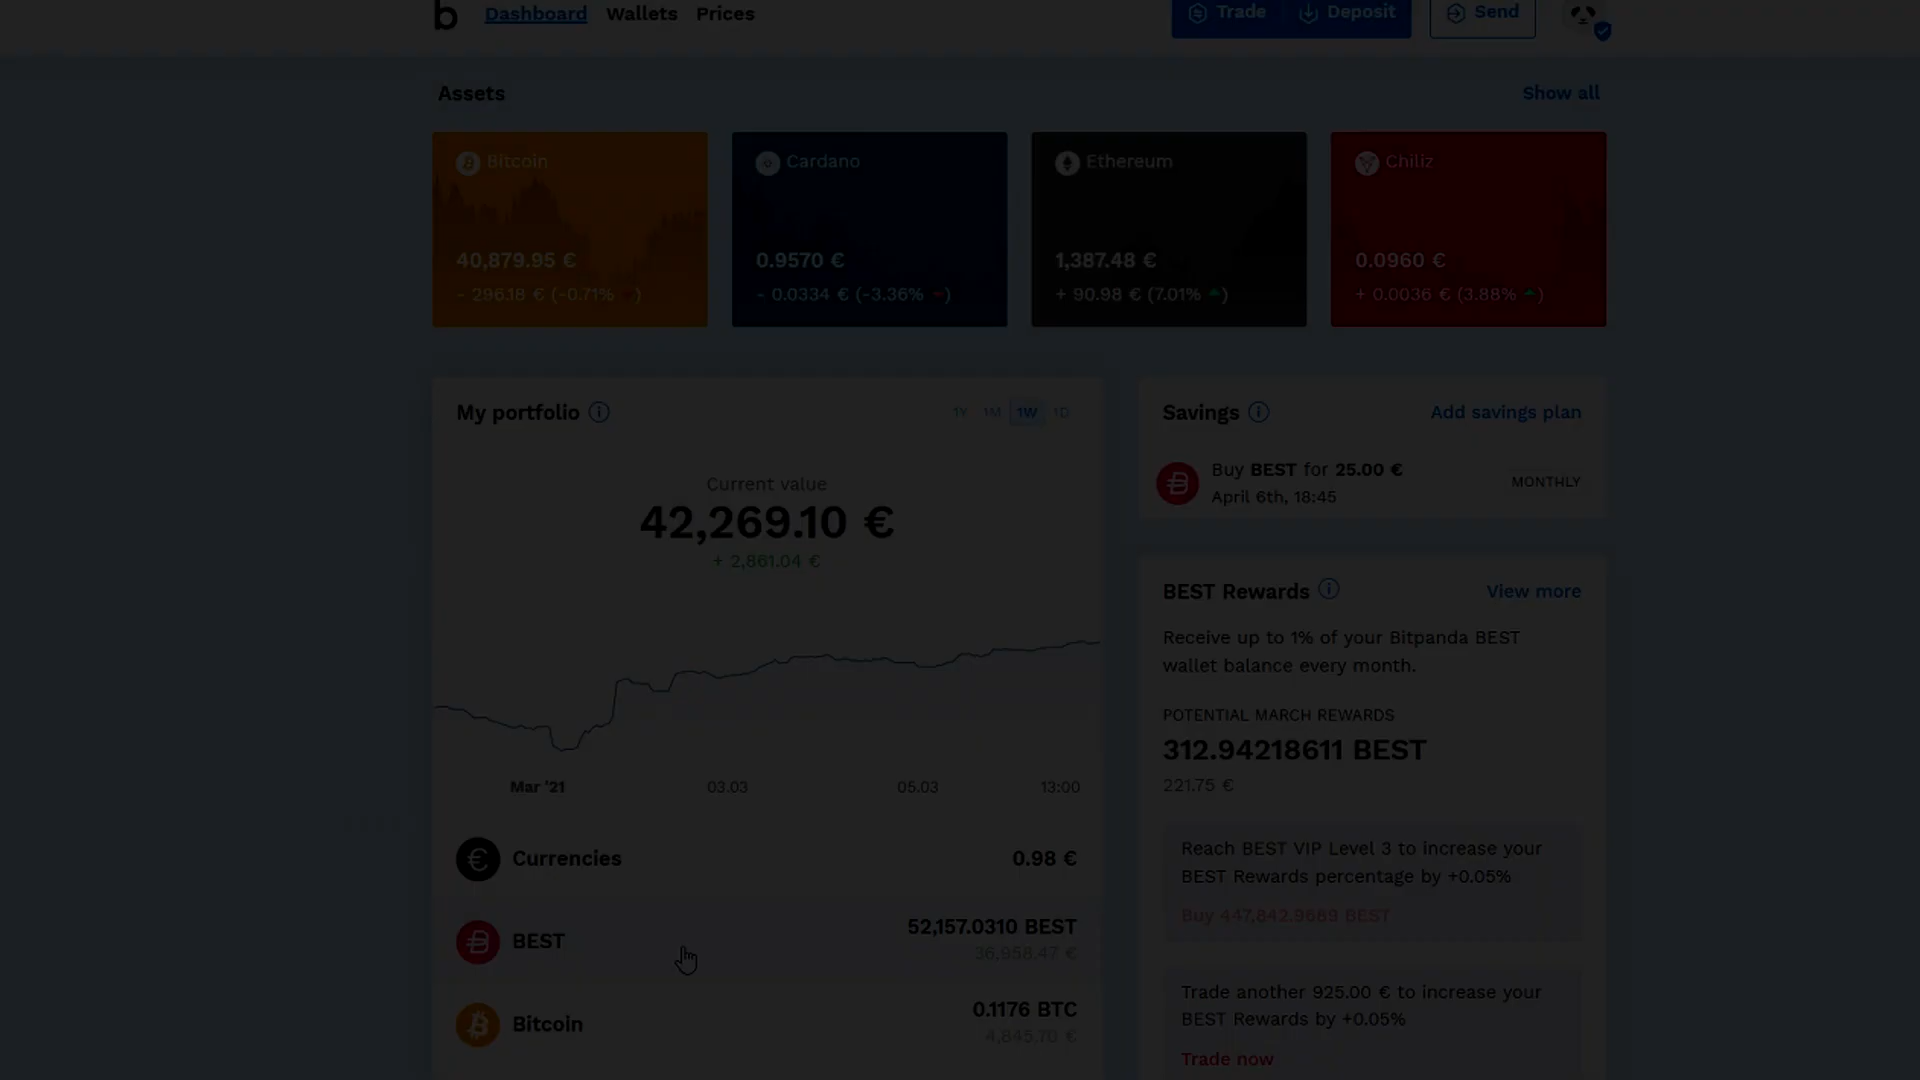 b Dashboard Wallets Prices Trade Deposit Send
Assets Show all
Bitcoin
40,879.95 €
- 296.18 € (-0.71% )
Cardano
0.9570 €
- 0.0334 € (-3.36% )
Ethereum
1,387.48 €
+ 90.98 € (7.01% )
Chiliz
0.0960 €
+ 0.0036 € (3.88% )
My portfolio 1Y 1M 1W 1D
Current value
42,269.10 €
+ 2,861.04 €
Mar '21 03.03 05.03 13:00
Currencies 0.98 €
BEST 52,157.0310 BEST
36,958.47 €
Bitcoin 0.1176 BTC
4,845.70 €
Savings Add savings plan
Buy BEST for 25.00 €
April 6th, 18:45
MONTHLY
BEST Rewards View more
Receive up to 1% of your Bitpanda BEST
wallet balance every month.
POTENTIAL MARCH REWARDS
312.94218611 BEST
221.75 €
Reach BEST VIP Level 3 to increase your
BEST Rewards percentage by +0.05%
Buy 447,842.9689 BEST
Trade another 925.00 € to increase your
BEST Rewards by +0.05%
Trade now